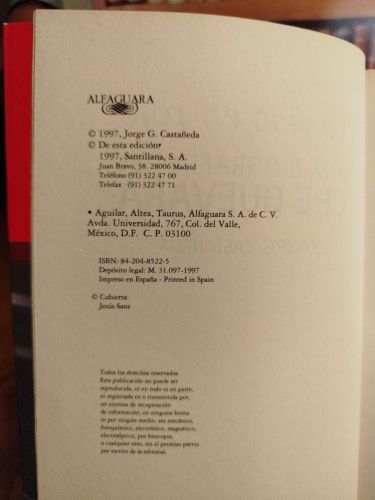 ALFAGUARA
© 1997, Jorge G. Castañeda
© De esta edición:
1997, Santillana, S. A.
Juan Bravo, 38. 28006 Madrid
Teléfono (91) 322 47 00
Telefax (91) 322 47 71
• Aguilar, Altea, Taurus, Alfaguara S. A. de C. V.
Avda. Universidad, 767, Col. del Valle,
México, D.F. C. P. 03100
ISBN: 84-204-8522-5
Depósito legal: M. 31.097-1997
Impreso en España - Printed in Spain
© Cubierta:
Jesús Sanz
Todos los derechos reservados.
Esta publicación no puede ser
reproducida, ni en todo ni en parte,
ni registrada en o transmitida por,
un sistema de recuperación
de información, en ninguna forma
ni por ningún medio, sea mecánico,
fotoquímico, electrónico, magnético,
electroóptico, por fotocopia,
o cualquier otro, sin el permiso previo
por escrito de la editorial.